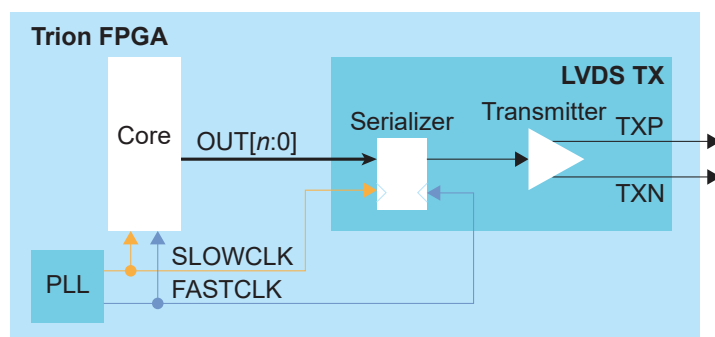 Trion FPGA
LVDS TX
Core
OUT[n:0]
Serializer
Transmitter
TXP
TXN
SLOWCLK
PLL
FASTCLK